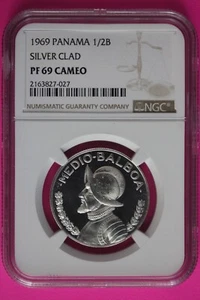 1969 PANAMA 1/2B
SILVER CLAD
PF 69 CAMEO
2163827-027
NUMISMATIC GUARANTY COMPANY
NGC
MEDIO·BALBOA